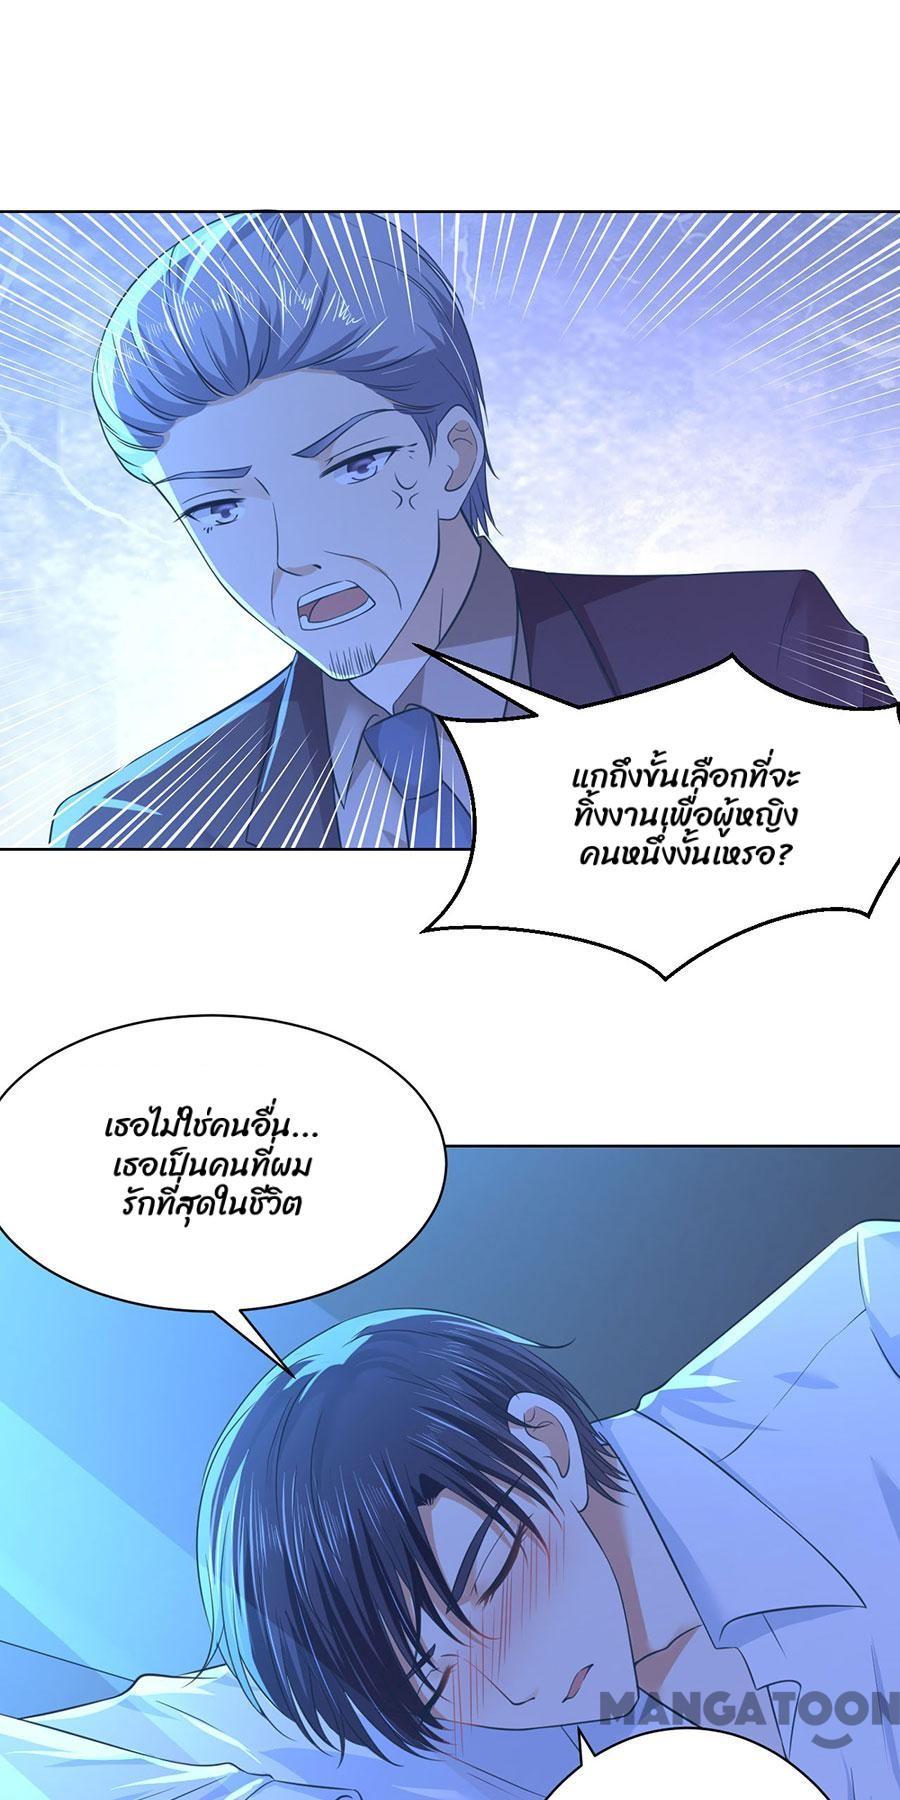 แกถึงขั้นเลือกที่จะ
ทิ้งงานเพื่อผู้หญิง
คนหนึ่งงั้นเหรอ?
เธอไม่ใช่คนอื่น...
เธอเป็นคนที่ผม
รักที่สุดในชีวิต
MANGATOON